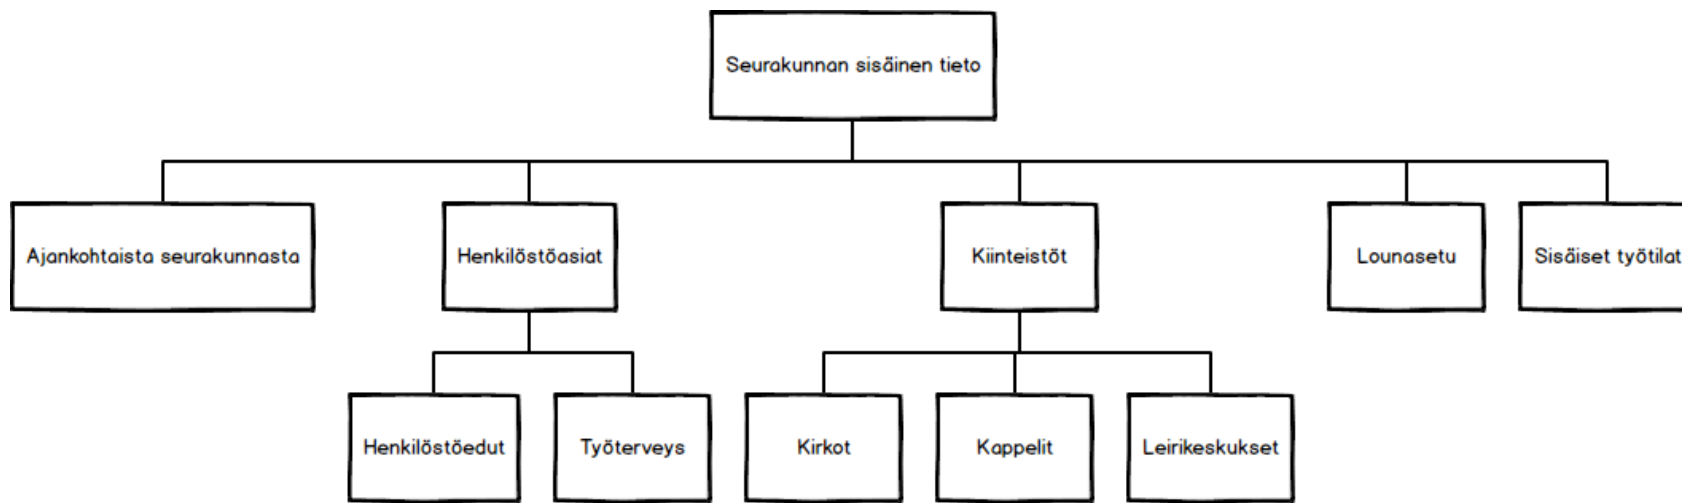 Seurakunnan sisäinen tieto
Ajankohtaista seurakunnasta
Henkilöstöasiat
Kiinteistöt
Lounasetu
Sisäiset työtilat
Henkilöstöedut
Työterveys
Kirkot
Kappelit
Leirikeskukset